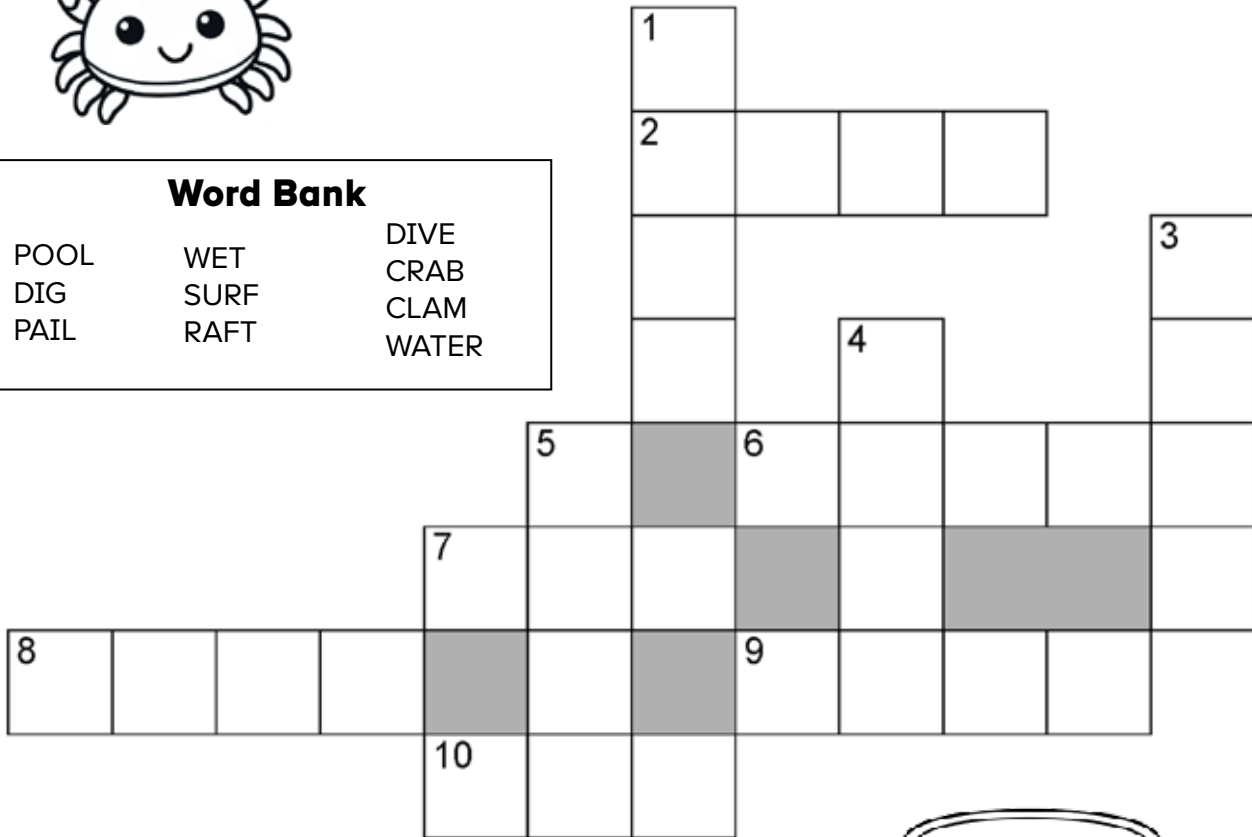 1
2
Word Bank
POOL
DIG
PAIL
WET
SURF
RAFT
DIVE
CRAB
CLAM
WATER
3
4
5
6
7
8
9
10